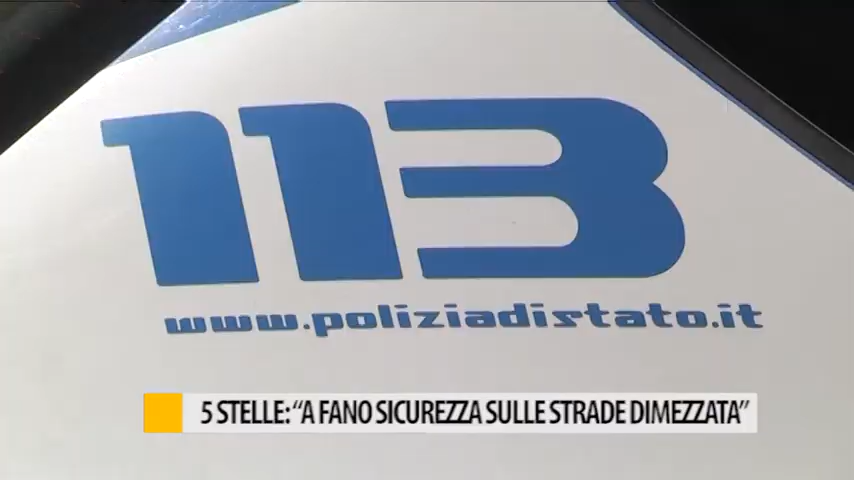 113
www.poliziadistato.it
5 STELLE: “A FANO SICUREZZA SULLE STRADE DIMEZZATA”